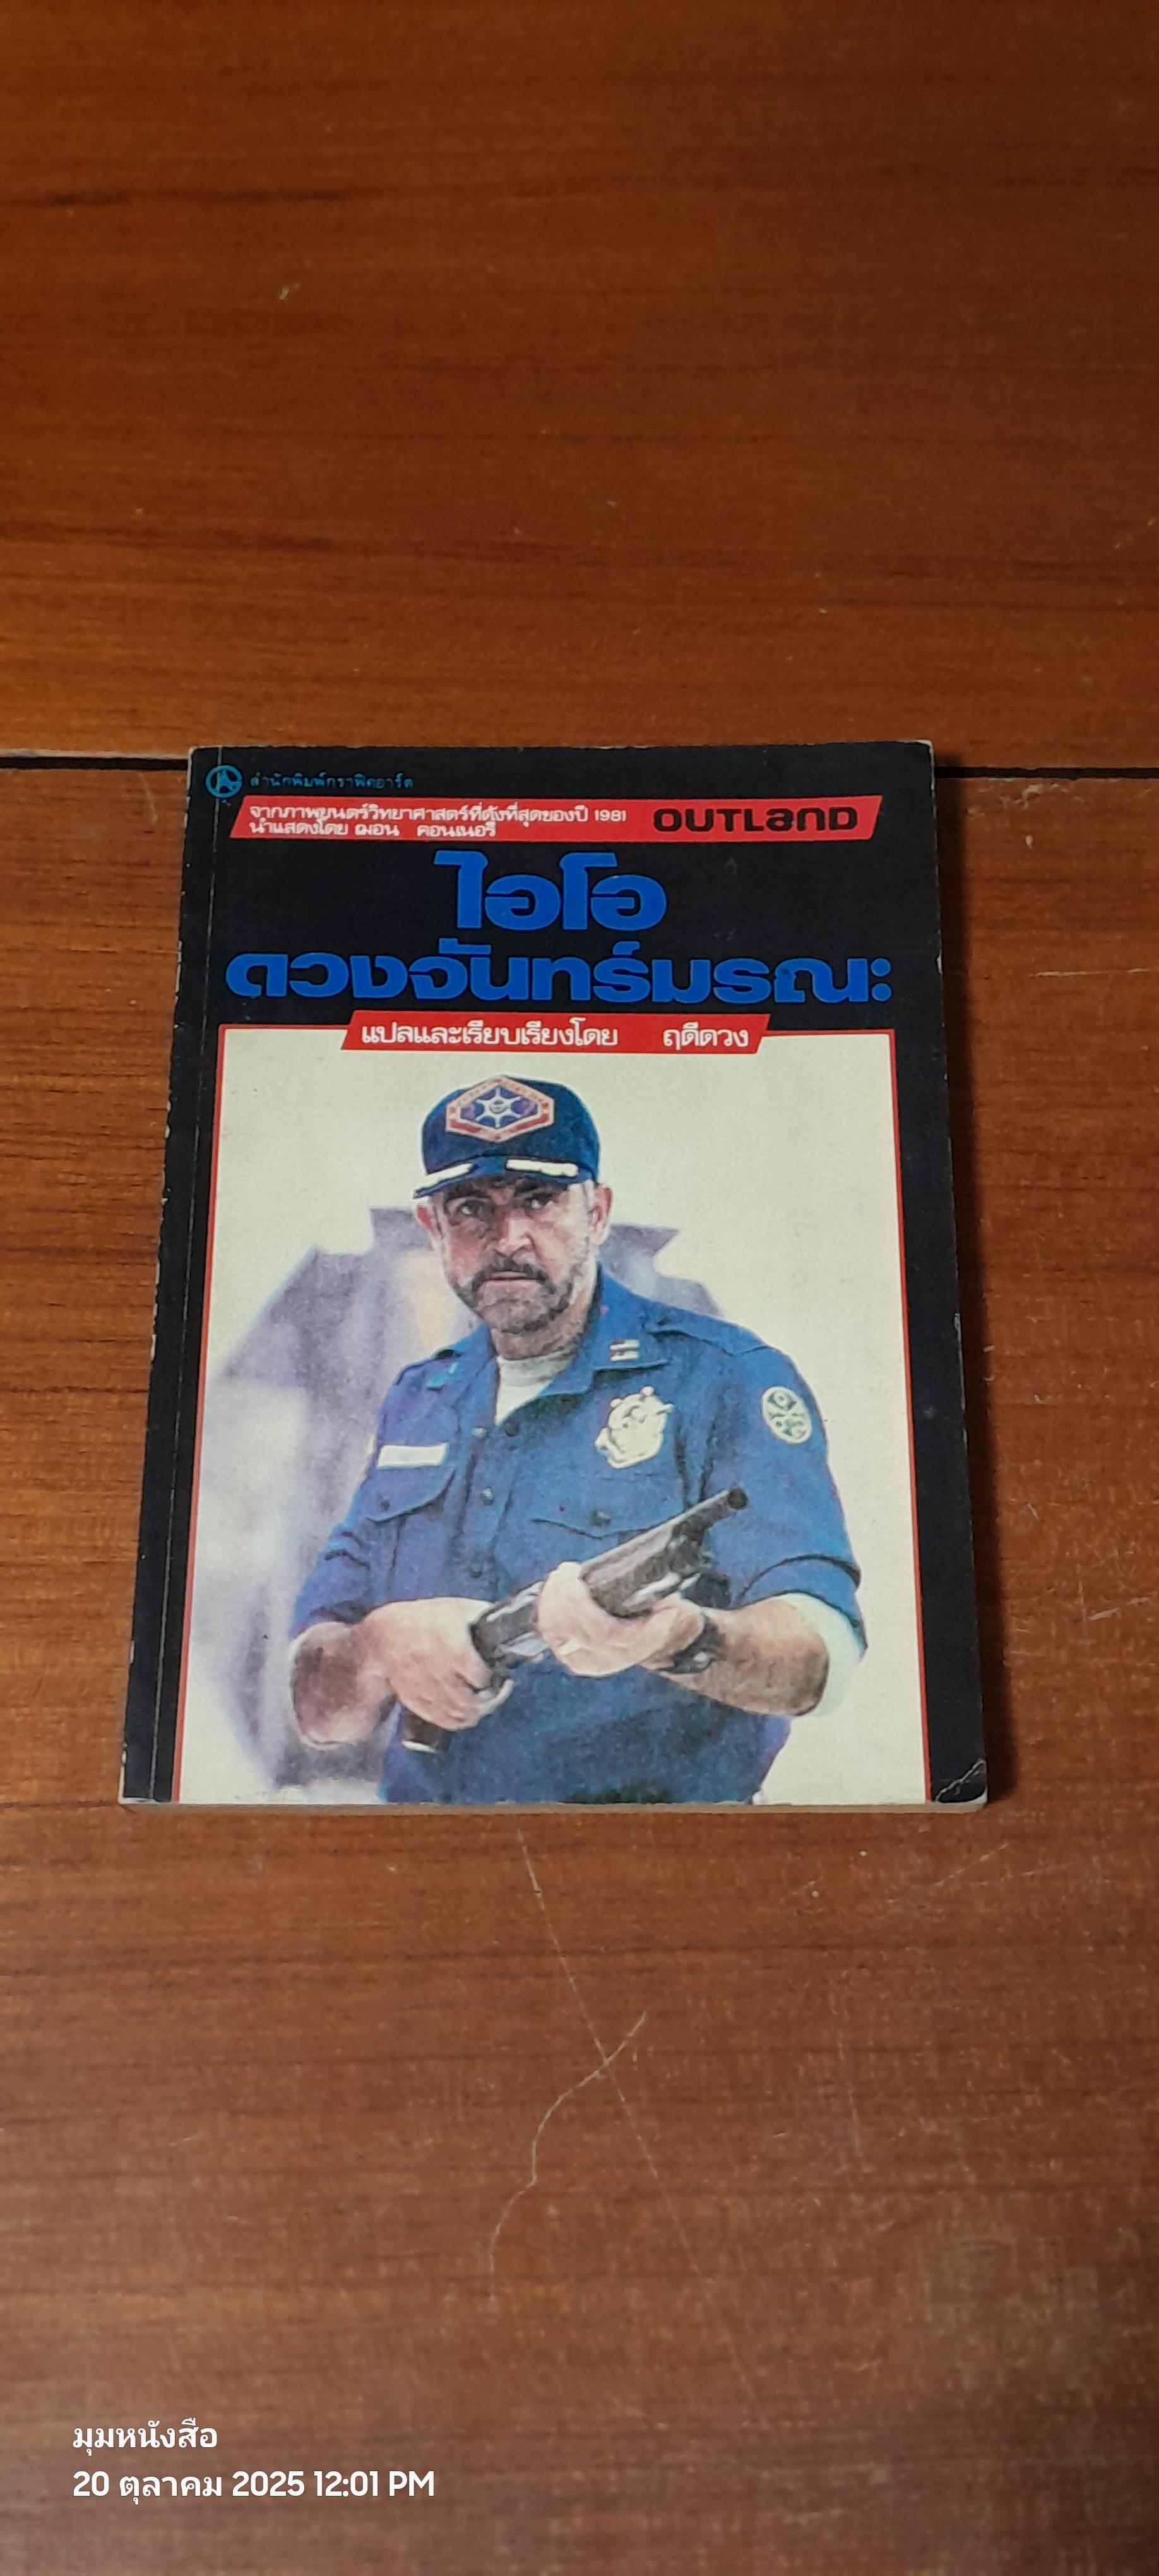 สำนักพิมพ์กราฟิคอาร์ต
จากภาพยนตร์วิทยาศาสตร์ที่ดังที่สุดของปี 1981
นำแสดงโดย ฌอน คอนเนอรี่
OUTLAND
ไอโอ
ดวงจันทร์มรณะ
แปลและเรียบเรียงโดย ฤดีดวง
มุมหนังสือ
20 ตุลาคม 2025 12:01 PM